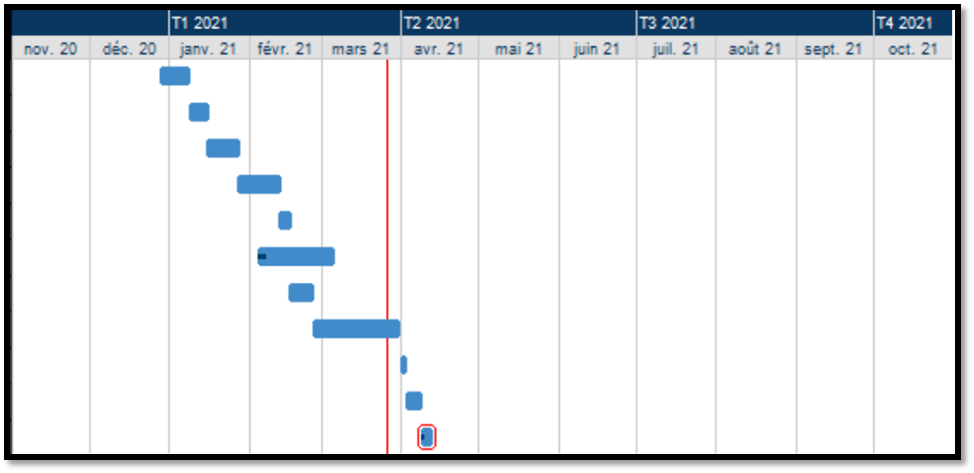 T1 2021 T2 2021 T3 2021 T4 2021
nov. 20 déc. 20 janv. 21 févr. 21 mars 21 avr. 21 mai 21 juin 21 juil. 21 août 21 sept. 21 oct. 21